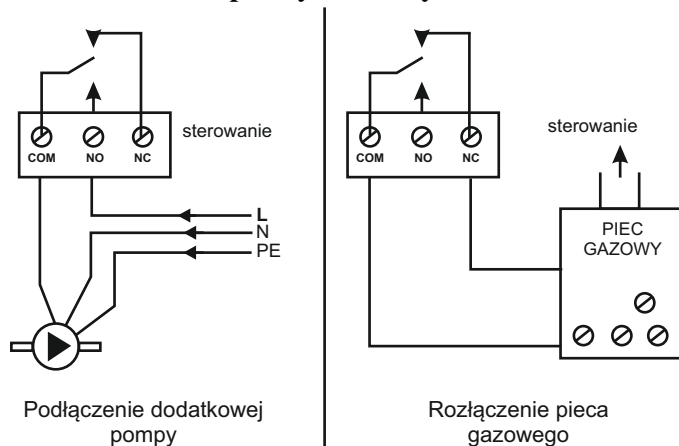 sterowanie
COM NO NC
L
N
PE
Podłączenie dodatkowej
pompy
sterowanie
COM NO NC
PIEC
GAZOWY
Rozłączenie pieca
gazowego